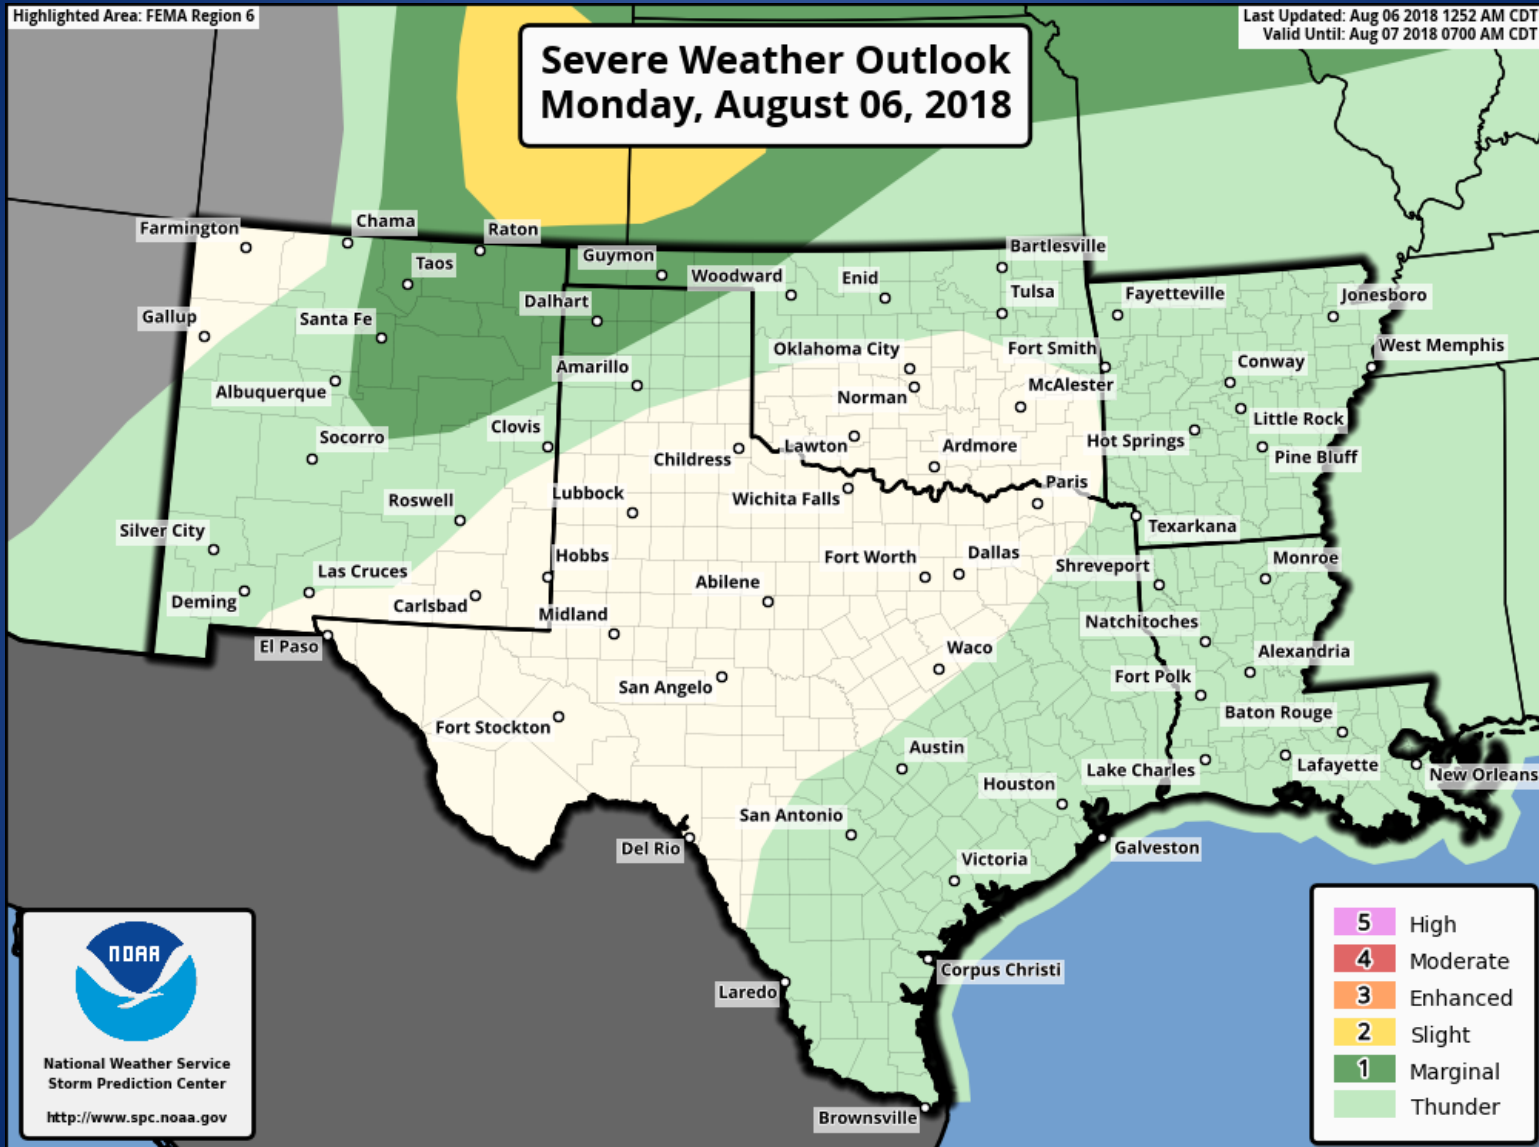 Highlighted Area: FEMA Region 6
Last Updated: Aug 06 2018 1252 AM CDT
Valid Until: Aug 07 2018 0700 AM CDT
Severe Weather Outlook
Monday, August 06, 2018
Farmington
Chama
Raton
Taos
Guymon
Woodward
Enid
Bartlesville
Gallup
Santa Fe
Dalhart
Tulsa
Fayetteville
Jonesboro
Albuquerque
Amarillo
Oklahoma City
Fort Smith
West Memphis
Norman
McAlester
Conway
Socorro
Clovis
Childress
Lawton
Ardmore
Hot Springs
Little Rock
Pine Bluff
Roswell
Lubbock
Wichita Falls
Paris
Texarkana
Silver City
Las Cruces
Hobbs
Fort Worth
Dallas
Shreveport
Monroe
Deming
Carlsbad
Midland
Abilene
Natchitoches
El Paso
San Angelo
Waco
Alexandria
Fort Polk
Fort Stockton
Baton Rouge
Austin
Houston
Lake Charles
Lafayette
New Orleans
San Antonio
Del Rio
Galveston
Victoria
Laredo
Corpus Christi
Brownsville
NOAA
National Weather Service
Storm Prediction Center
http://www.spc.noaa.gov
5 High
4 Moderate
3 Enhanced
2 Slight
1 Marginal
Thunder